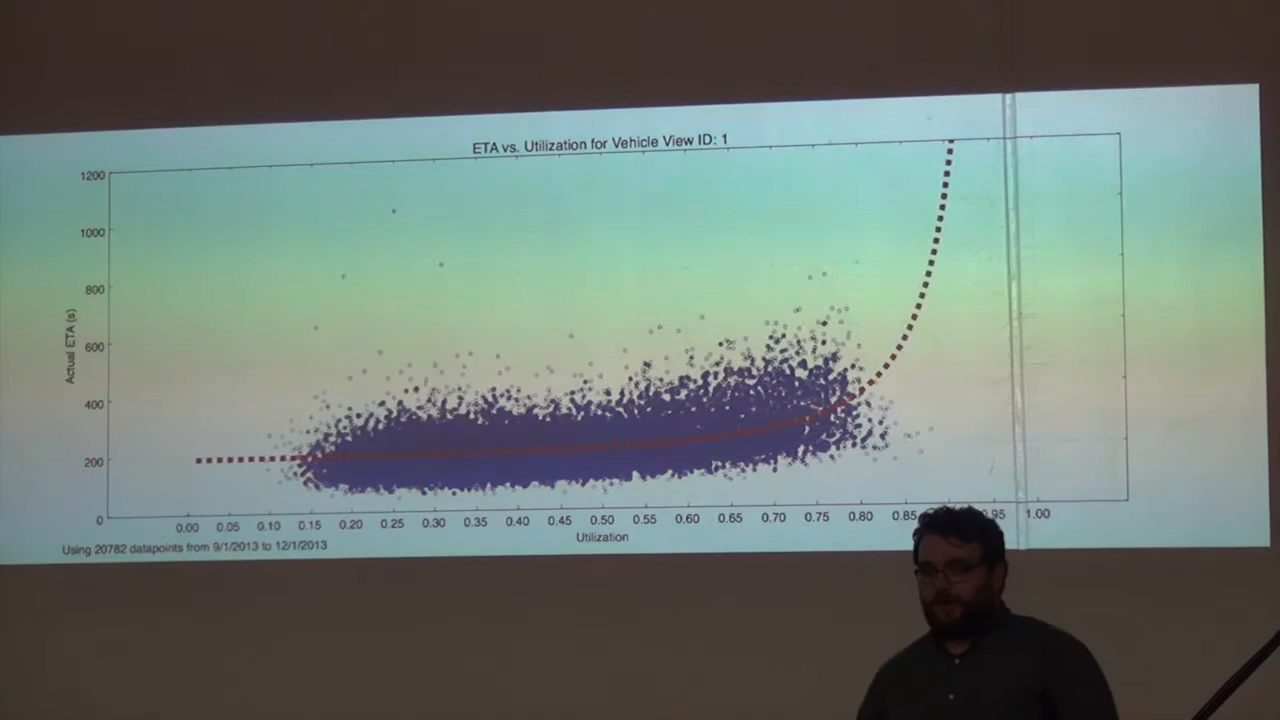 ETA vs. Utilization for Vehicle View ID: 1
1200
1000
800
600
400
200
0
Actual ETA (s)
0.00 0.05 0.10 0.15 0.20 0.25 0.30 0.35 0.40 0.45 0.50 0.55 0.60 0.65 0.70 0.75 0.80 0.85 0.95 1.00
Utilization
Using 20782 datapoints from 9/1/2013 to 12/1/2013